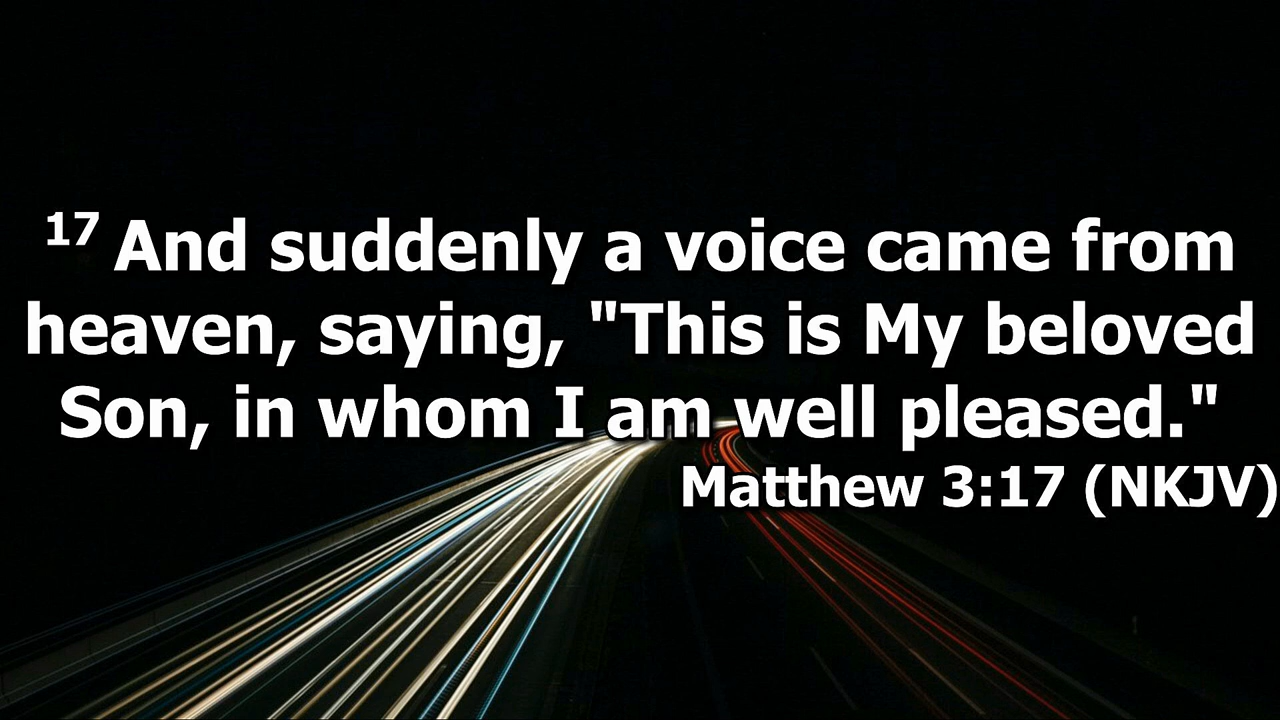 17 And suddenly a voice came from
heaven, saying, "This is My beloved
Son, in whom I am well pleased."
Matthew 3:17 (NKJV)